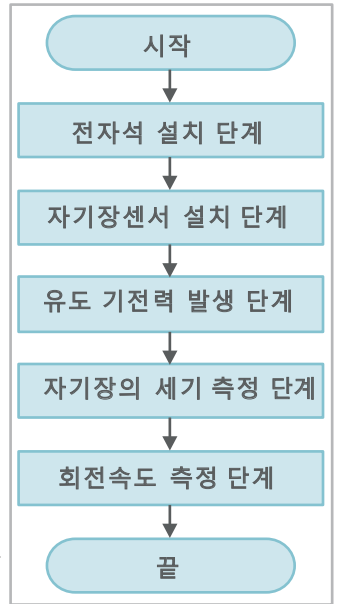 시작
전자석 설치 단계
자기장센서 설치 단계
유도 기전력 발생 단계
자기장의 세기 측정 단계
회전속도 측정 단계
끝